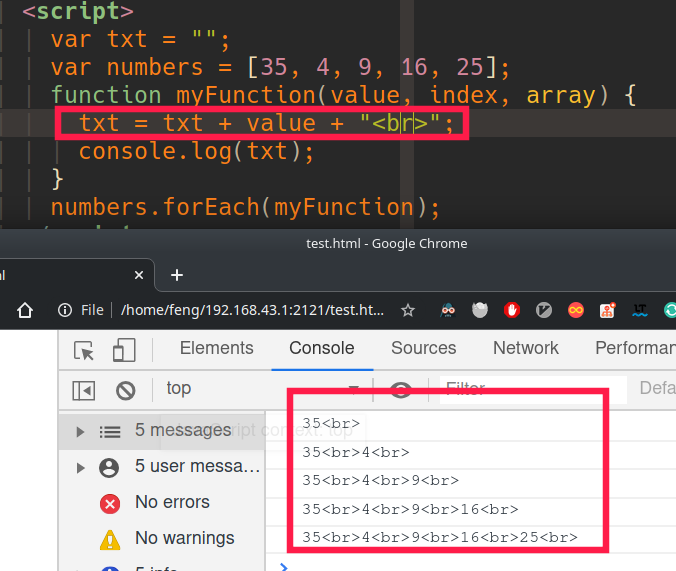 <script>
var txt = "";
var numbers = [35, 4, 9, 16, 25];
function myFunction(value, index, array) {
txt = txt + value + "<br>";
console.log(txt);
}
numbers.forEach(myFunction);
test.html - Google Chrome
File /home/feng/192.168.43.1:2121/test.ht...
Elements Console Sources Network Performan
top Filter Defa
5 messages
35<br>
35<br>4<br>
5 user messa...
35<br>4<br>9<br>
No errors
35<br>4<br>9<br>16<br>
No warnings
35<br>4<br>9<br>16<br>25<br>